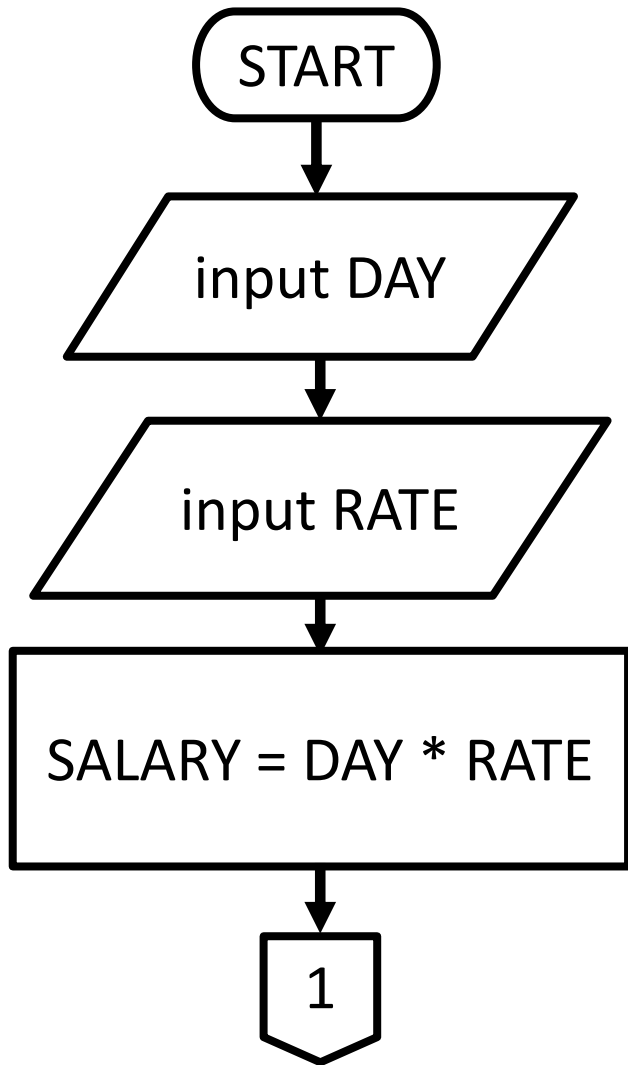 START
input DAY
input RATE
SALARY = DAY * RATE
1